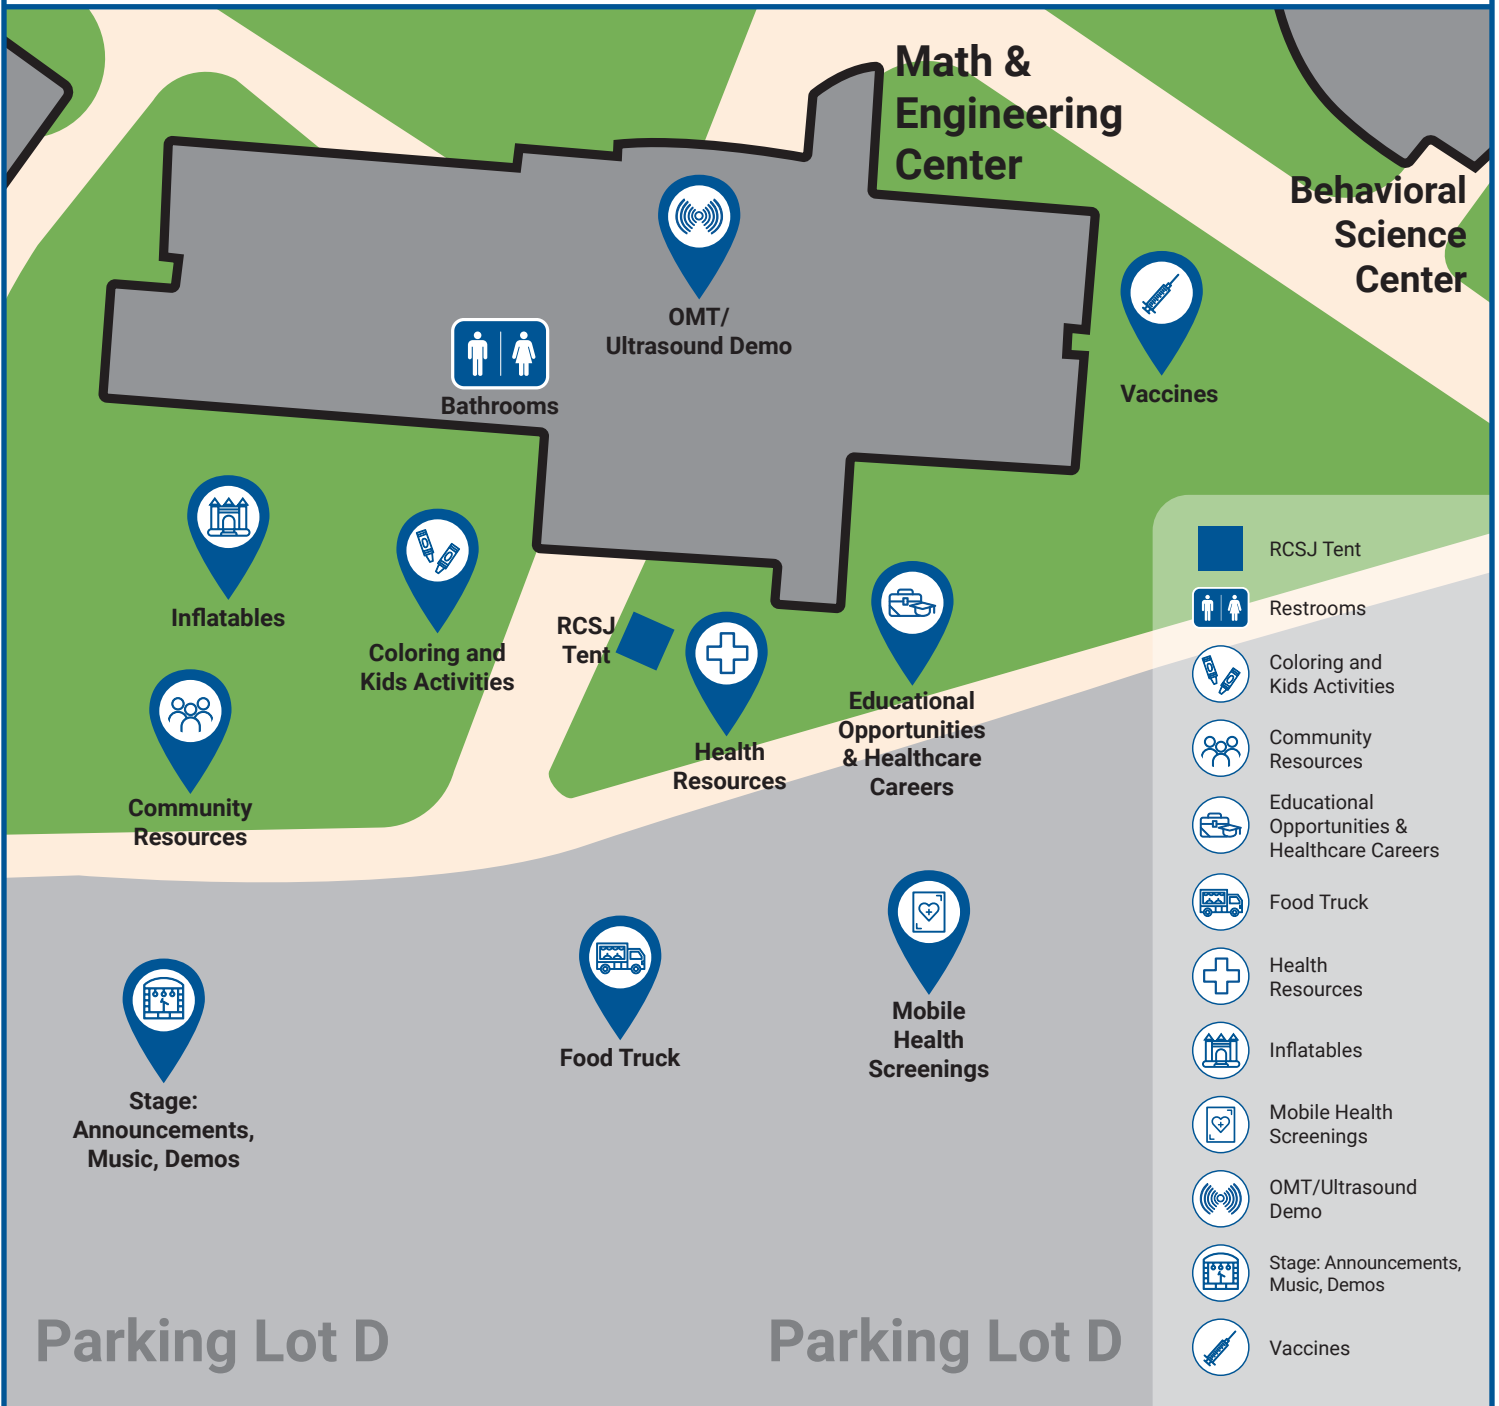 Math &
Engineering
Center
Behavioral
Science
Center
OMT/
Ultrasound Demo
Bathrooms
Vaccines
Inflatables
Coloring and
Kids Activities
RCSJ
Tent
Community
Resources
Health
Resources
Educational
Opportunities
& Healthcare
Careers
Stage:
Announcements,
Music, Demos
Food Truck
Mobile
Health
Screenings
Parking Lot D
Parking Lot D
RCSJ Tent
Restrooms
Coloring and
Kids Activities
Community
Resources
Educational
Opportunities &
Healthcare Careers
Food Truck
Health
Resources
Inflatables
Mobile Health
Screenings
OMT/Ultrasound
Demo
Stage: Announcements,
Music, Demos
Vaccines